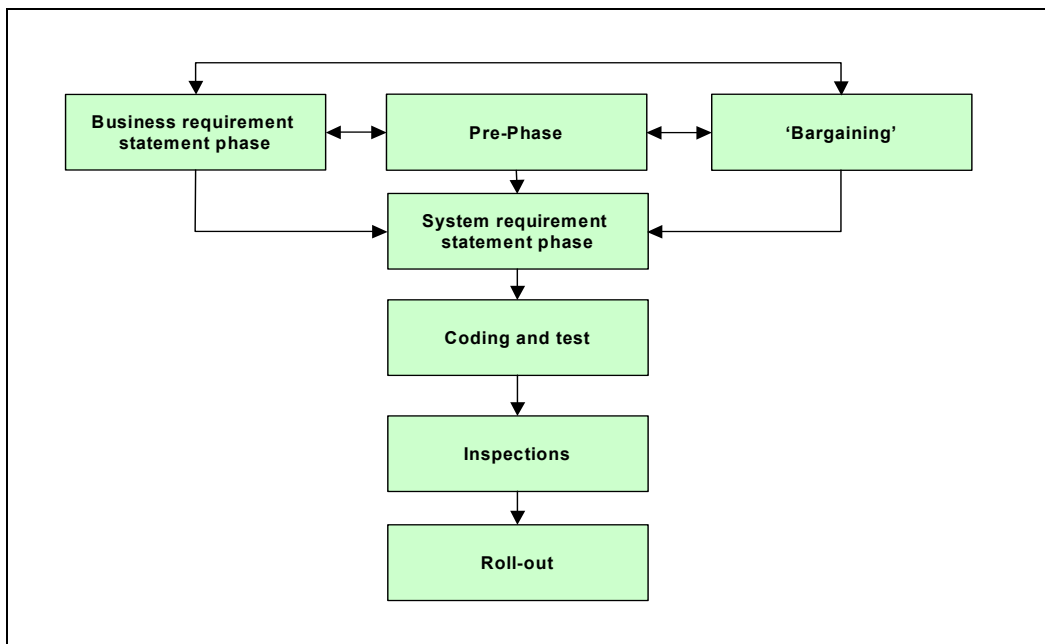 Business requirement
statement phase
Pre-Phase
‘Bargaining’
System requirement
statement phase
Coding and test
Inspections
Roll-out